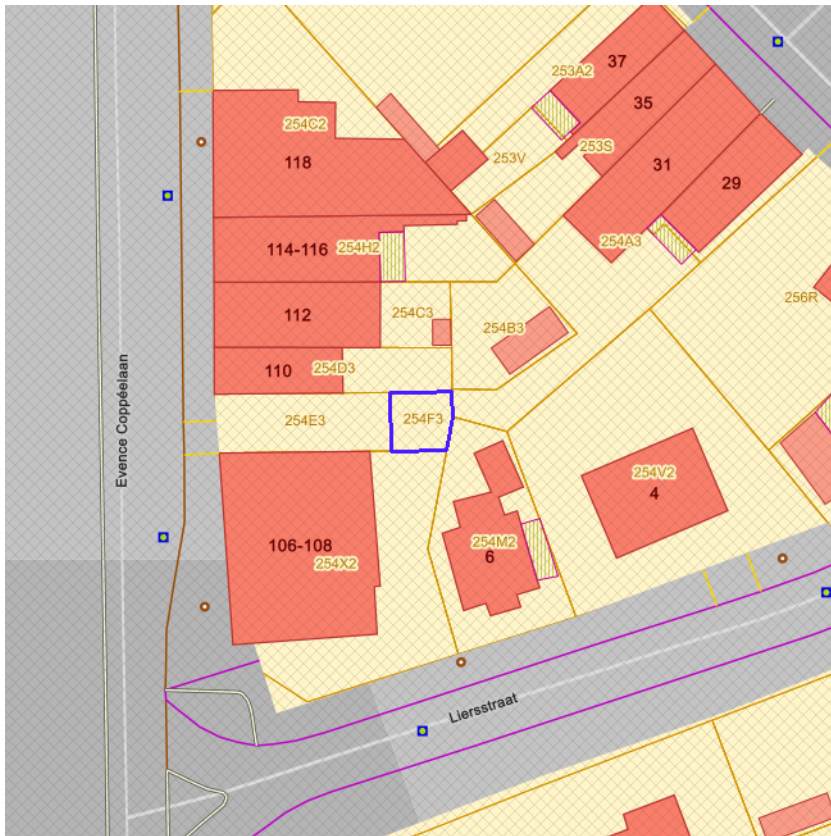 37
253A2
35
254C2
253S
118
253V
31
29
254A3
114-116
254H2
256R
112
254C3
254B3
110
254D3
254E3
254F3
Evence Coppéelaan
254V2
4
106-108
254X2
254M2
6
Liersstraat